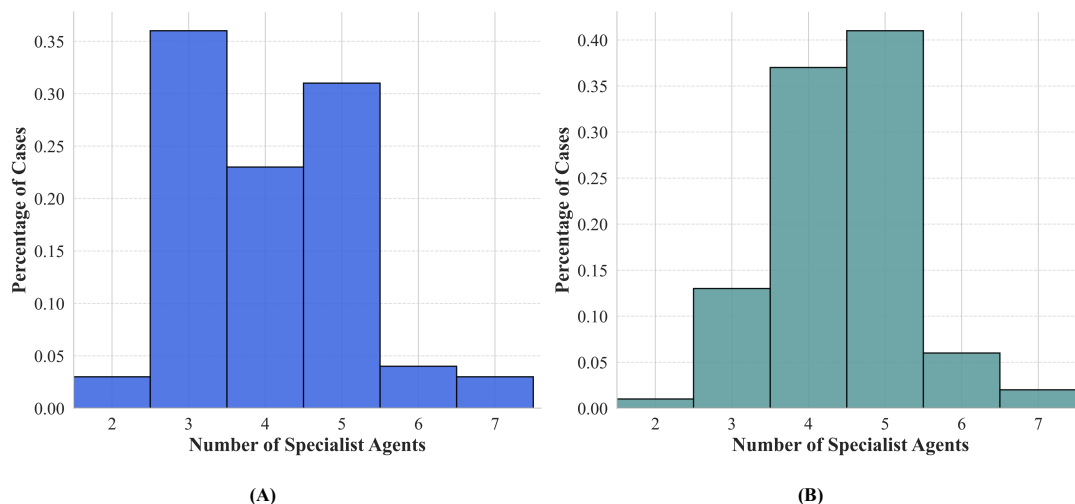 0.35
0.30
0.25
0.20
0.15
0.10
0.05
0.00
Percentage of Cases
2 3 4 5 6 7
Number of Specialist Agents
(A)
0.40
0.35
0.30
0.25
0.20
0.15
0.10
0.05
0.00
Percentage of Cases
2 3 4 5 6 7
Number of Specialist Agents
(B)